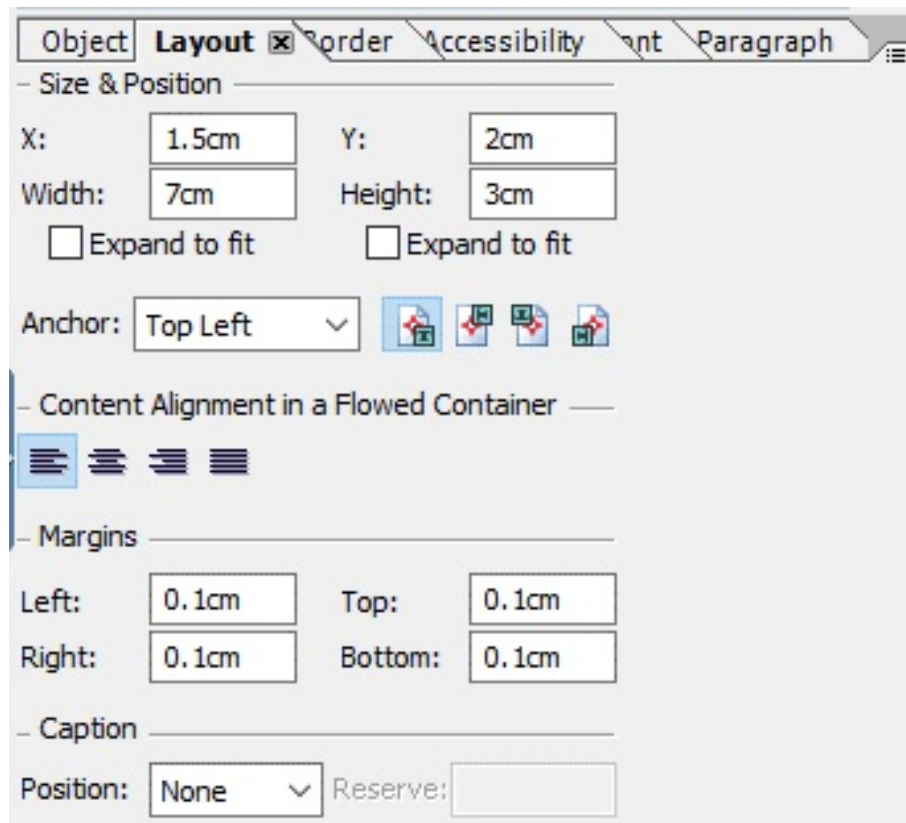 Object Layout Border Accessibility Paragraph
Size & Position
X: 1.5cm Y: 2cm
Width: 7cm Height: 3cm
Expand to fit Expand to fit
Anchor: Top Left
Content Alignment in a Flowed Container
Margins
Left: 0.1cm Top: 0.1cm
Right: 0.1cm Bottom: 0.1cm
Caption
Position: None Reserve: